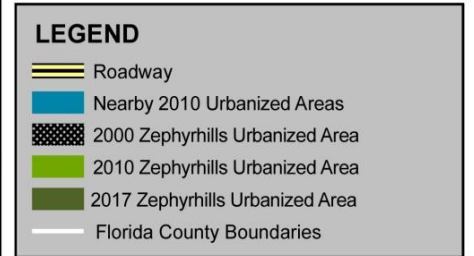 LEGEND
Roadway
Nearby 2010 Urbanized Areas
2000 Zephyrhills Urbanized Area
2010 Zephyrhills Urbanized Area
2017 Zephyrhills Urbanized Area
Florida County Boundaries